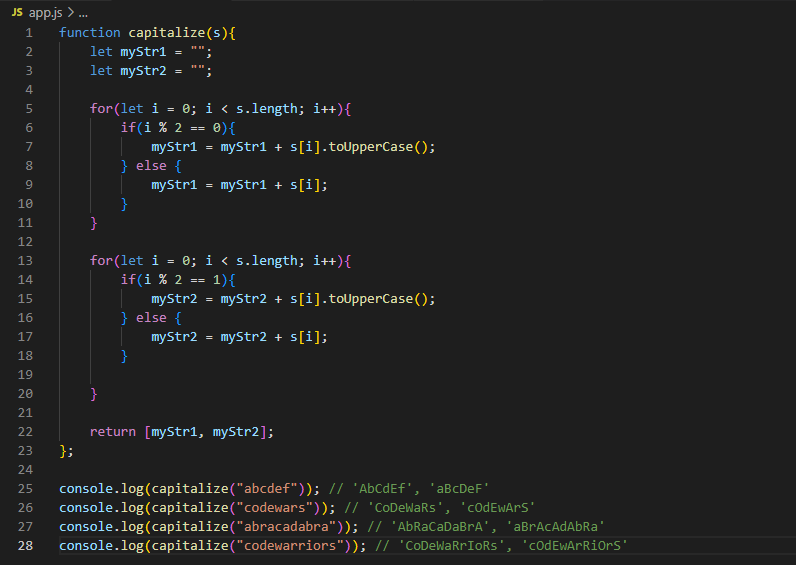 JS app.js > ...
1 function capitalize(s){
2 let myStr1 = "";
3 let myStr2 = "";
4
5 for(let i = 0; i < s.length; i++){
6 if(i % 2 == 0){
7 myStr1 = myStr1 + s[i].toUpperCase();
8 } else {
9 myStr1 = myStr1 + s[i];
10 }
11 }
12
13 for(let i = 0; i < s.length; i++){
14 if(i % 2 == 1){
15 myStr2 = myStr2 + s[i].toUpperCase();
16 } else {
17 myStr2 = myStr2 + s[i];
18 }
19
20 }
21
22 return [myStr1, myStr2];
23 };
24
25 console.log(capitalize("abcdef")); // 'AbCdEf', 'aBcDeF'
26 console.log(capitalize("codewars")); // 'CoDeWaRs', 'cOdEwArS'
27 console.log(capitalize("abracadabra")); // 'AbRaCaDaBrA', 'aBrAcAdAbRa'
28 console.log(capitalize("codewarriors")); // 'CoDeWaRrIoRs', 'cOdEwArRiOrS'